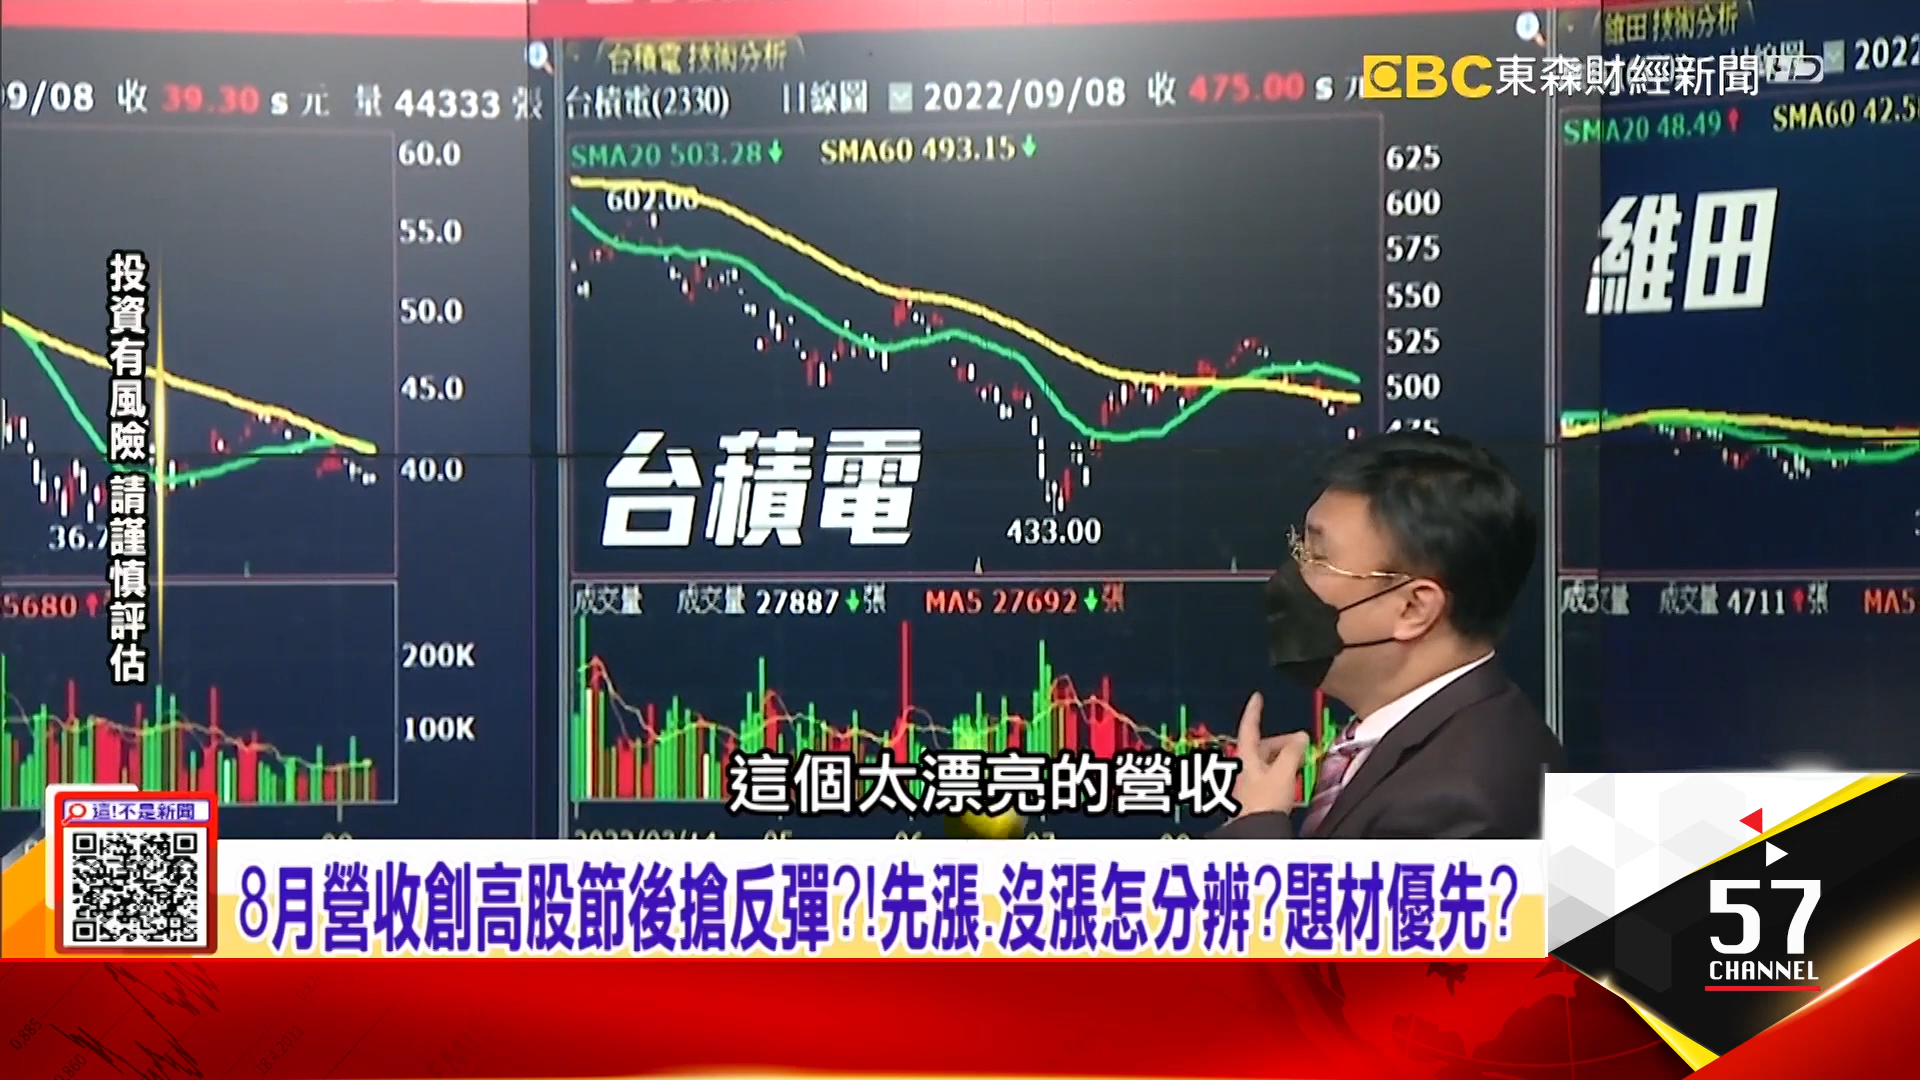 EBC 東森財經新聞 HD
9/08 收 39.30 s 元 量 44333 張
60.0
55.0
50.0
45.0
40.0
200K
100K
5680
投資有風險 請謹慎評估
台積電 技術分析
台積電(2330) 日線圖 2022/09/08 收 475.00 s 元
SMA20 503.28 SMA60 493.15
602.00
625
600
575
550
525
500
475
台積電
433.00
成交量 成交量 27887 張 MA5 27692 張
維田 技術分析
日線圖 2022
SMA20 48.49 SMA60 42.5
維田
成交量 成交量 4711 張 MA5
這個太漂亮的營收
這!不是新聞
8月營收創高股節後搶反彈?!先漲.沒漲怎分辨?題材優先?
57
CHANNEL